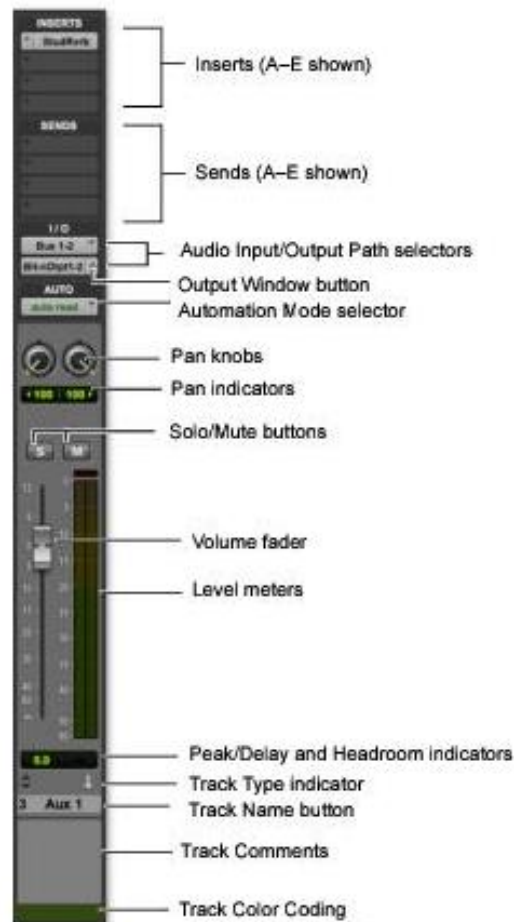 INSERTS
Inserts (A–E shown)
SENDS
Sends (A–E shown)
I / O
Bus 1-2
Audio Input/Output Path selectors
Output Window button
AUTO
auto read
Automation Mode selector
Pan knobs
100 100
Pan indicators
Solo/Mute buttons
S M
Volume fader
Level meters
Peak/Delay and Headroom indicators
Track Type indicator
3 Aux 1
Track Name button
Track Comments
Track Color Coding